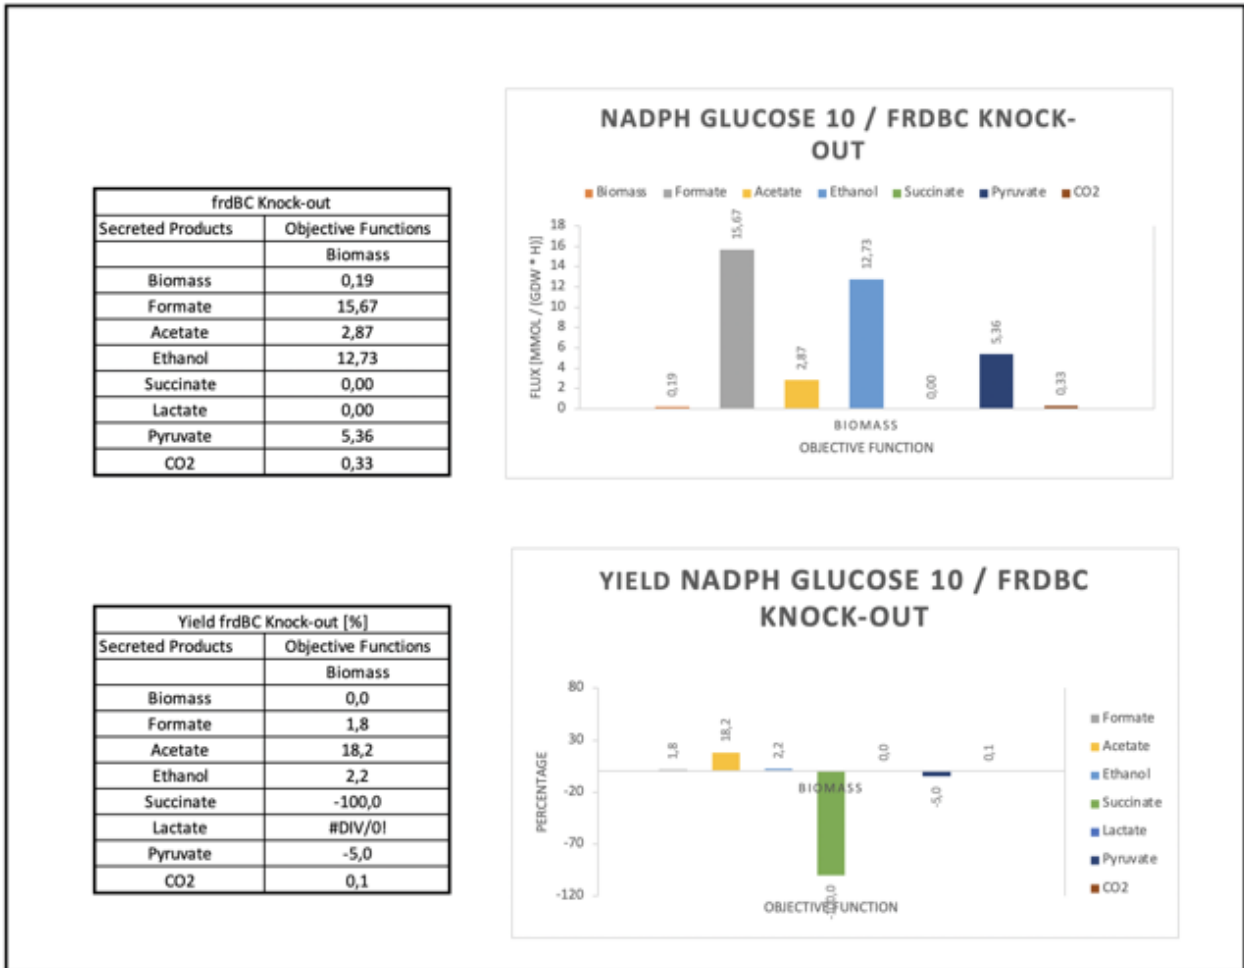 NADPH GLUCOSE 10 / FRDBC KNOCK-
OUT
Biomass Formate Acetate Ethanol Succinate Pyruvate CO2
FLUX [MMOL / (GDW * H)]
18
16
14
12
10
8
6
4
2
0
0,19
15,67
2,87
12,73
0,00
5,36
0,33
BIOMASS
OBJECTIVE FUNCTION
frdBC Knock-out
Secreted Products Objective Functions
Biomass
Biomass 0,19
Formate 15,67
Acetate 2,87
Ethanol 12,73
Succinate 0,00
Lactate 0,00
Pyruvate 5,36
CO2 0,33
YIELD NADPH GLUCOSE 10 / FRDBC
KNOCK-OUT
PERCENTAGE
80
30
-20
-70
-120
1,8
18,2
2,2
-100,0
0,0
-5,0
0,1
BIOMASS
OBJECTIVE FUNCTION
Formate
Acetate
Ethanol
Succinate
Lactate
Pyruvate
CO2
Yield frdBC Knock-out [%]
Secreted Products Objective Functions
Biomass
Biomass 0,0
Formate 1,8
Acetate 18,2
Ethanol 2,2
Succinate -100,0
Lactate #DIV/0!
Pyruvate -5,0
CO2 0,1